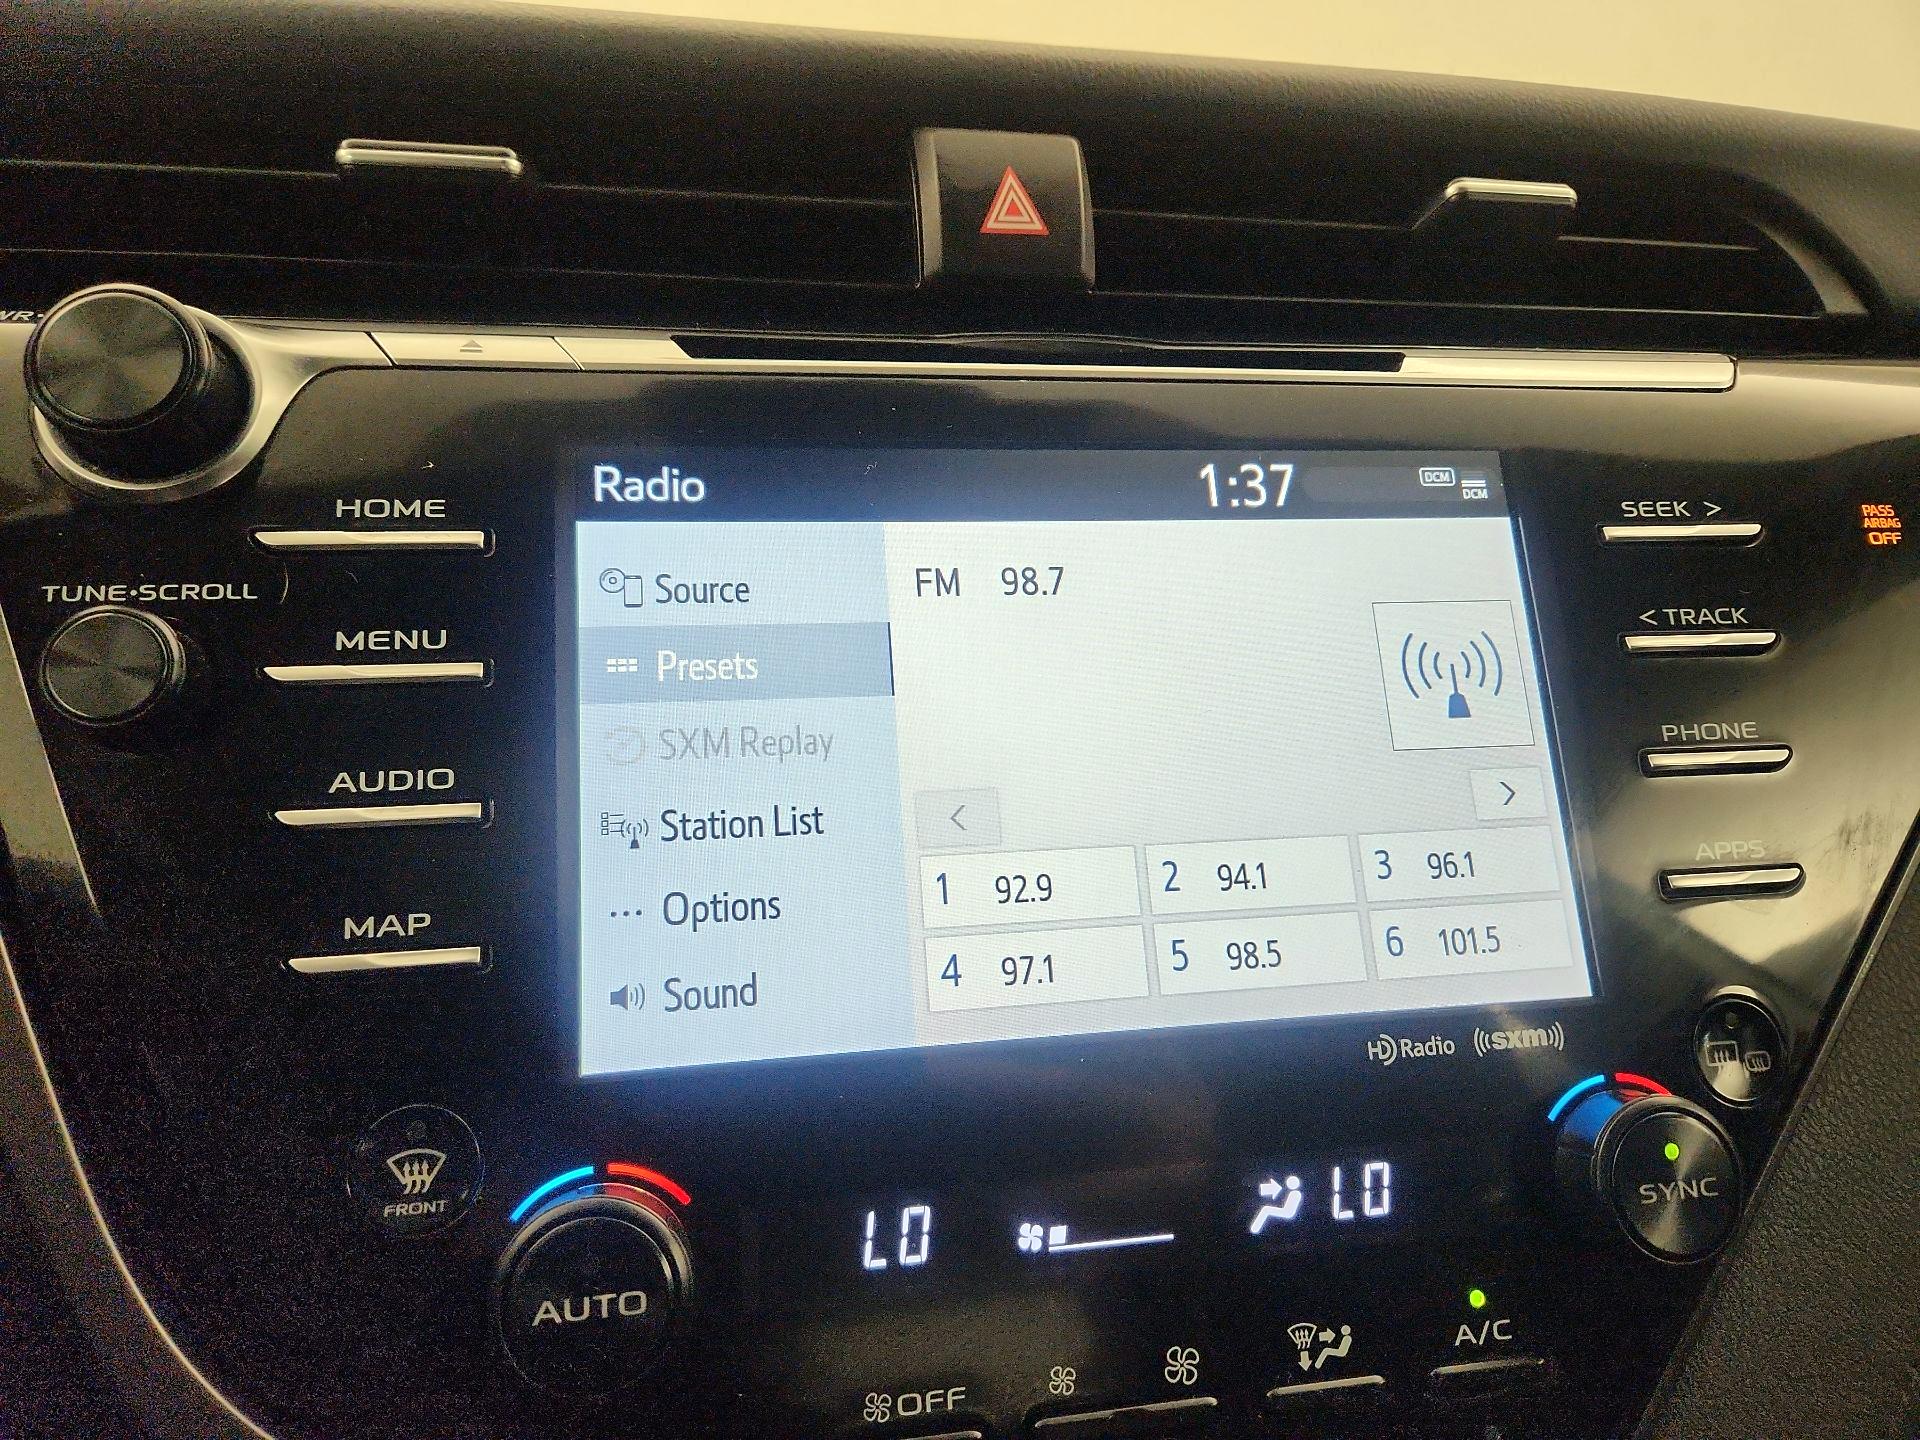 Radio 1:37 DCM DCM
HOME
TUNE•SCROLL
MENU
AUDIO
MAP
Source
Presets
SXM Replay
Station List
Options
Sound
FM 98.7
<
>
1 92.9
2 94.1
3 96.1
4 97.1
5 98.5
6 101.5
SEEK >
< TRACK
PHONE
APPS
PASS
AIRBAG
OFF
HD Radio
((SXM))
FRONT
AUTO
LO
LO
SYNC
OFF
A/C